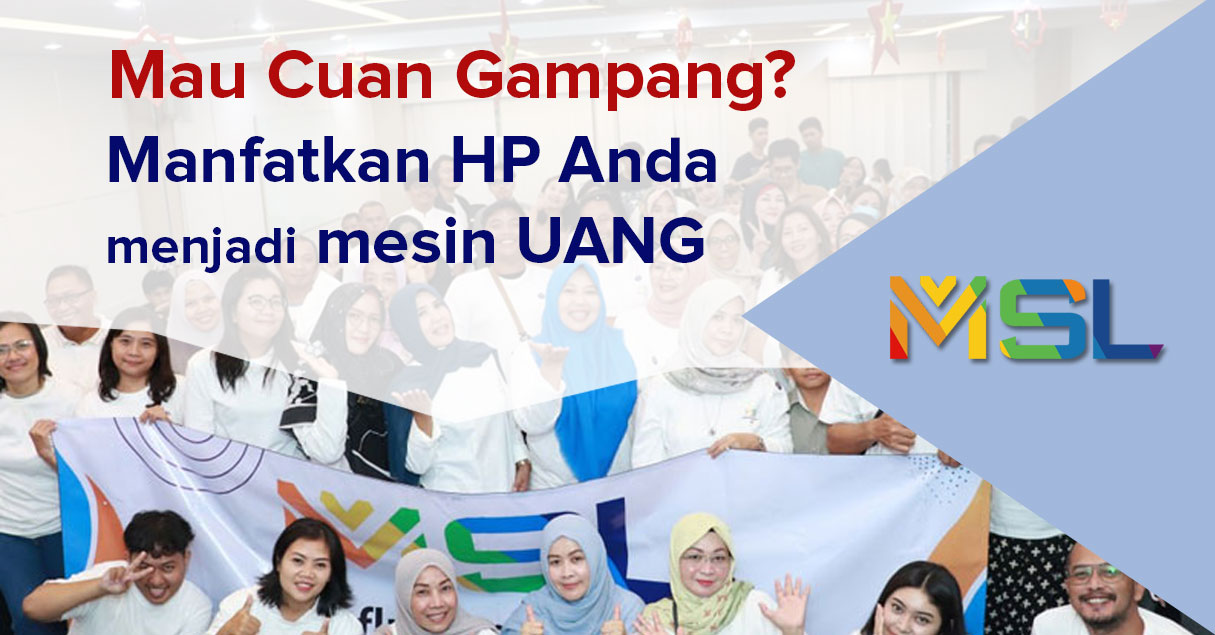 Mau Cuan Gampang?
Manfatkan HP Anda
menjadi mesin UANG
MSL
MSL